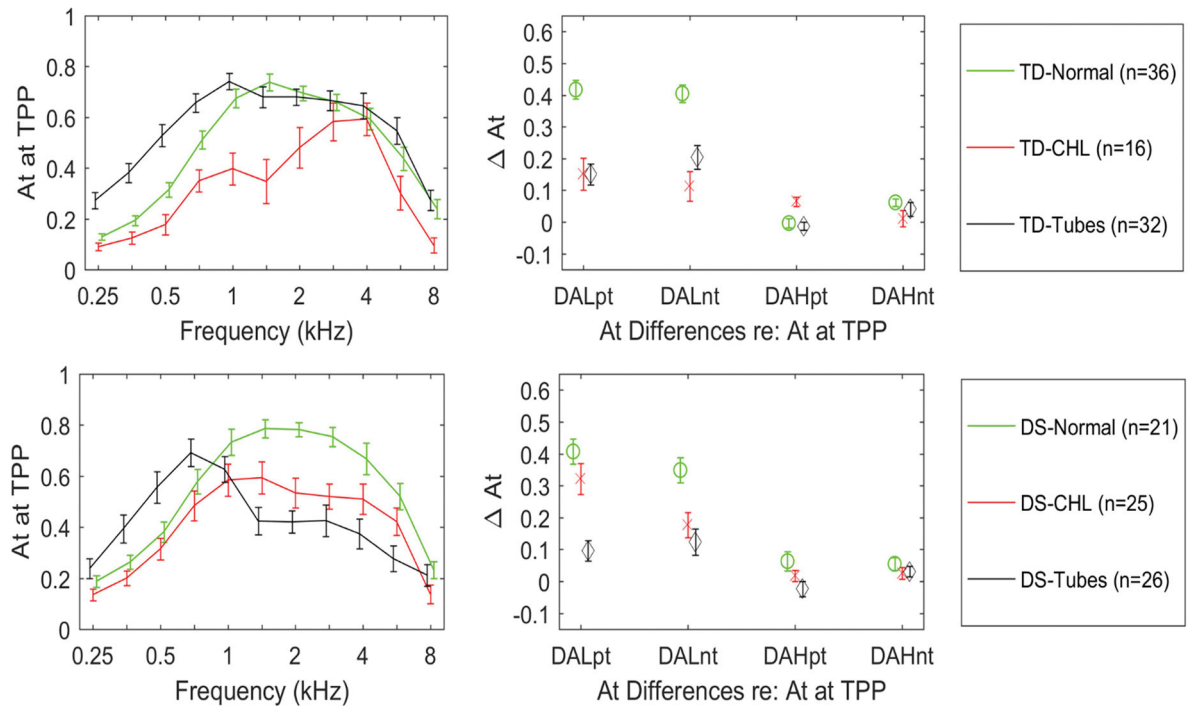 At at TPP
1
0.8
0.6
0.4
0.2
0
0.25 0.5 1 2 4 8
Frequency (kHz)
Δ At
0.6
0.5
0.4
0.3
0.2
0.1
0
-0.1
DALpt DALnt DAHpt DAHnt
At Differences re: At at TPP
TD-Normal (n=36)
TD-CHL (n=16)
TD-Tubes (n=32)
At at TPP
1
0.8
0.6
0.4
0.2
0
0.25 0.5 1 2 4 8
Frequency (kHz)
Δ At
0.6
0.5
0.4
0.3
0.2
0.1
0
-0.1
DALpt DALnt DAHpt DAHnt
At Differences re: At at TPP
DS-Normal (n=21)
DS-CHL (n=25)
DS-Tubes (n=26)